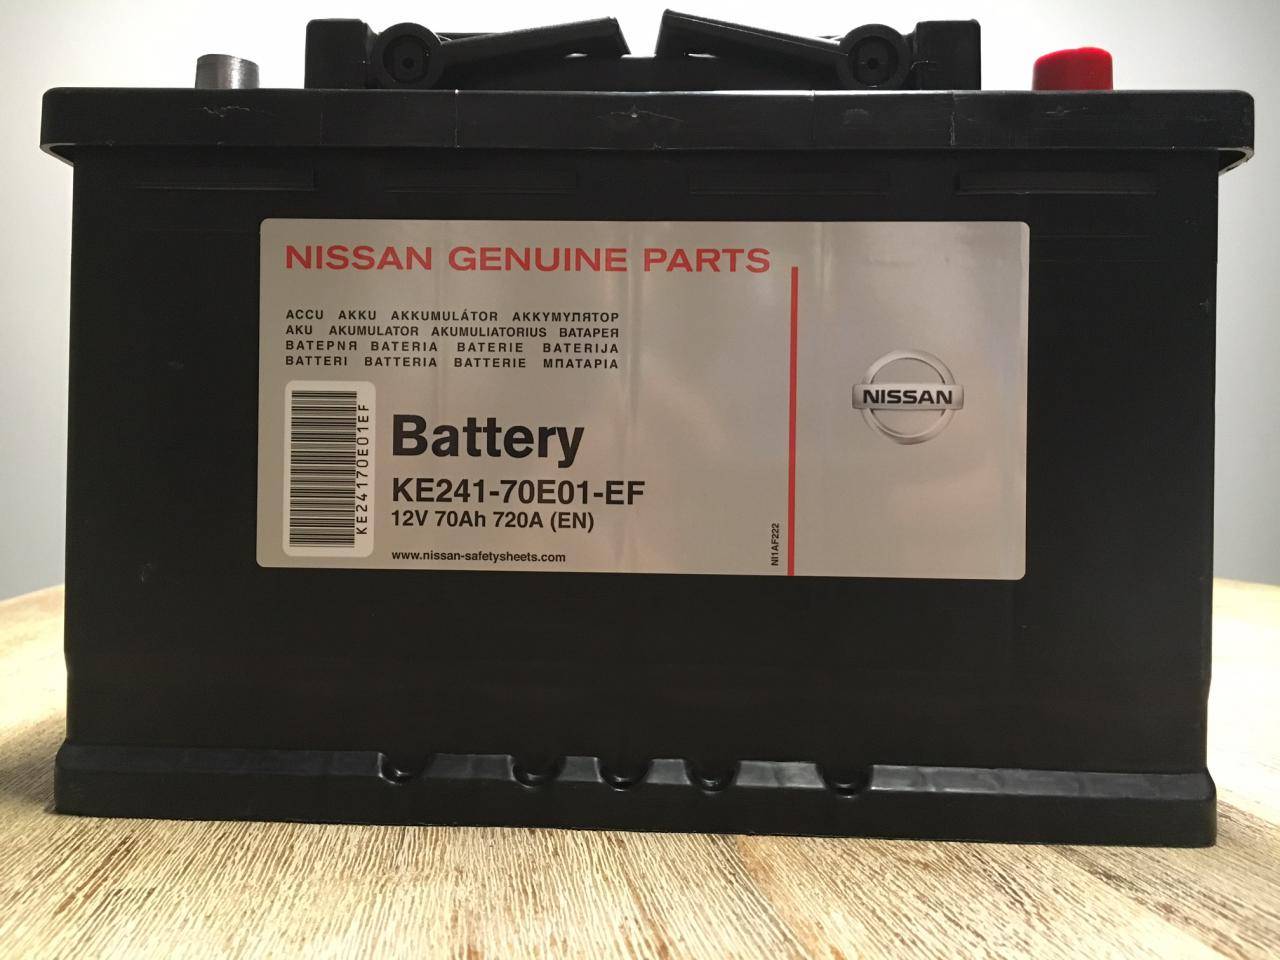 NISSAN GENUINE PARTS
ACCU AKKU AKKUMULÁTOR АККУМУЛЯТОР
AKU AKUMULATOR AKUMULIATORIUS БАТАРЕЯ
БАТЕРИЯ BATERIA BATERIE BATERIJA
BATTERI BATTERIA BATTERIE ΜΠΑΤΑΡΙΑ
KE24170E01EF
Battery
KE241-70E01-EF
12V 70Ah 720A (EN)
www.nissan-safetysheets.com
NI1AF222
NISSAN